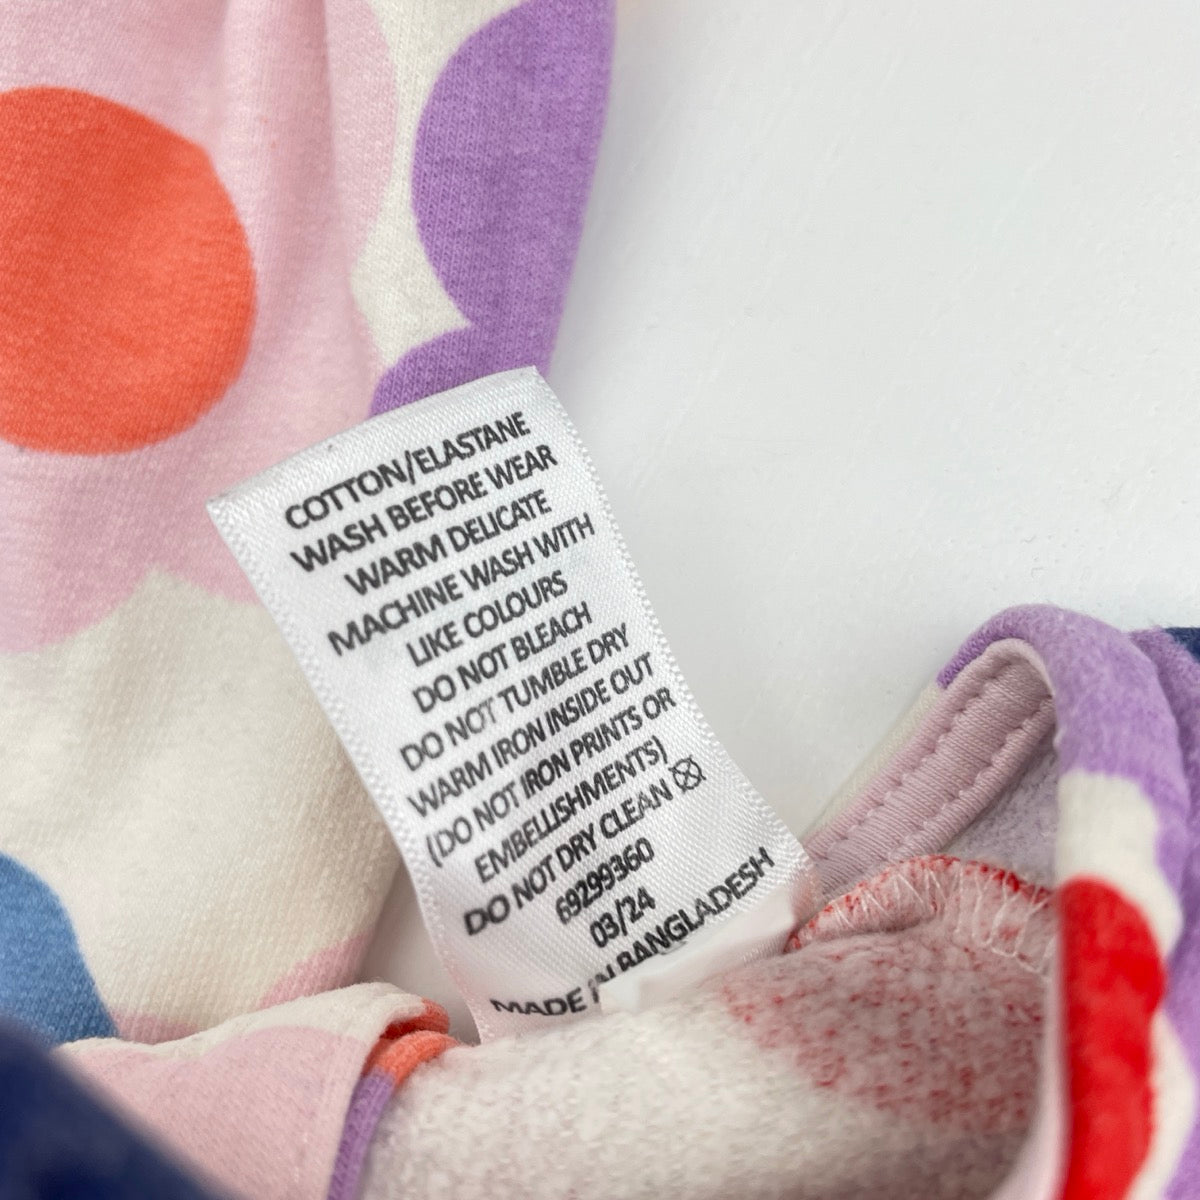 COTTON/ELASTANE
WASH BEFORE WEAR
WARM DELICATE
MACHINE WASH WITH
LIKE COLOURS
DO NOT BLEACH
DO NOT TUMBLE DRY
WARM IRON INSIDE OUT
(DO NOT IRON PRINTS OR
EMBELLISHMENTS)
DO NOT DRY CLEAN
69299360
03/24
MADE IN BANGLADESH